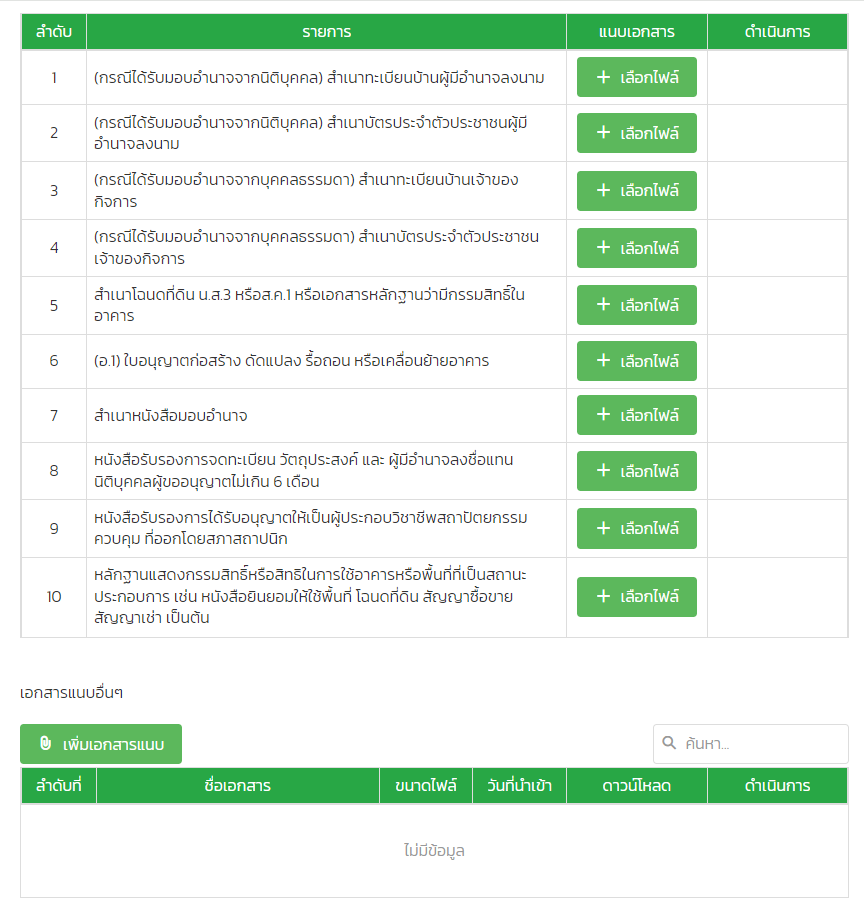 ลำดับ รายการ แนบเอกสาร ดำเนินการ
1 (กรณีได้รับมอบอำนาจจากนิติบุคคล) สำเนาทะเบียนบ้านผู้มีอำนาจลงนาม + เลือกไฟล์
2 (กรณีได้รับมอบอำนาจจากนิติบุคคล) สำเนาบัตรประจำตัวประชาชนผู้มี
อำนาจลงนาม + เลือกไฟล์
3 (กรณีได้รับมอบอำนาจจากบุคคลธรรมดา) สำเนาทะเบียนบ้านเจ้าของ
กิจการ + เลือกไฟล์
4 (กรณีได้รับมอบอำนาจจากบุคคลธรรมดา) สำเนาบัตรประจำตัวประชาชน
เจ้าของกิจการ + เลือกไฟล์
5 สำเนาโฉนดที่ดิน น.ส.3 หรือส.ค.1 หรือเอกสารหลักฐานว่ามีกรรมสิทธิ์ใน
อาคาร + เลือกไฟล์
6 (อ.1) ใบอนุญาตก่อสร้าง ดัดแปลง รื้อถอน หรือเคลื่อนย้ายอาคาร + เลือกไฟล์
7 สำเนาหนังสือมอบอำนาจ + เลือกไฟล์
8 หนังสือรับรองการจดทะเบียน วัตถุประสงค์ และ ผู้มีอำนาจลงชื่อแทน
นิติบุคคลผู้ขออนุญาตไม่เกิน 6 เดือน + เลือกไฟล์
9 หนังสือรับรองการได้รับอนุญาตให้เป็นผู้ประกอบวิชาชีพสถาปัตยกรรม
ควบคุม ที่ออกโดยสภาสถาปนิก + เลือกไฟล์
10 หลักฐานแสดงกรรมสิทธิ์หรือสิทธิในการใช้อาคารหรือพื้นที่ที่เป็นสถานะ
ประกอบการ เช่น หนังสือยินยอมให้ใช้พื้นที่ โฉนดที่ดิน สัญญาซื้อขาย
สัญญาเช่า เป็นต้น + เลือกไฟล์
เอกสารแนบอื่นๆ
เพิ่มเอกสารแนบ ค้นหา...
ลำดับที่ ชื่อเอกสาร ขนาดไฟล์ วันที่นำเข้า ดาวน์โหลด ดำเนินการ
ไม่มีข้อมูล